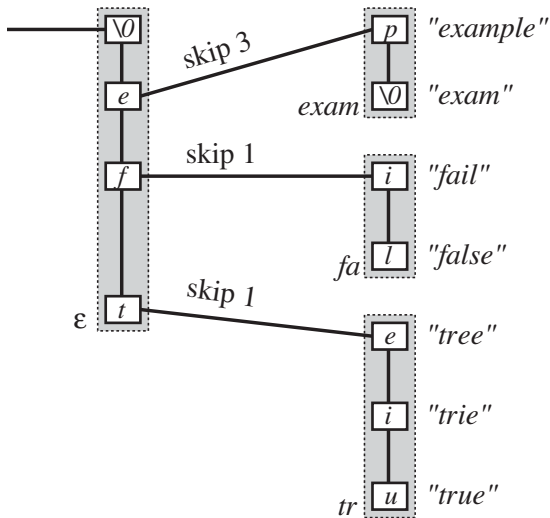 \0
e
f
t
ε
skip 3
skip 1
skip 1
p "example"
exam \0 "exam"
i "fail"
fa l "false"
e "tree"
i "trie"
tr u "true"